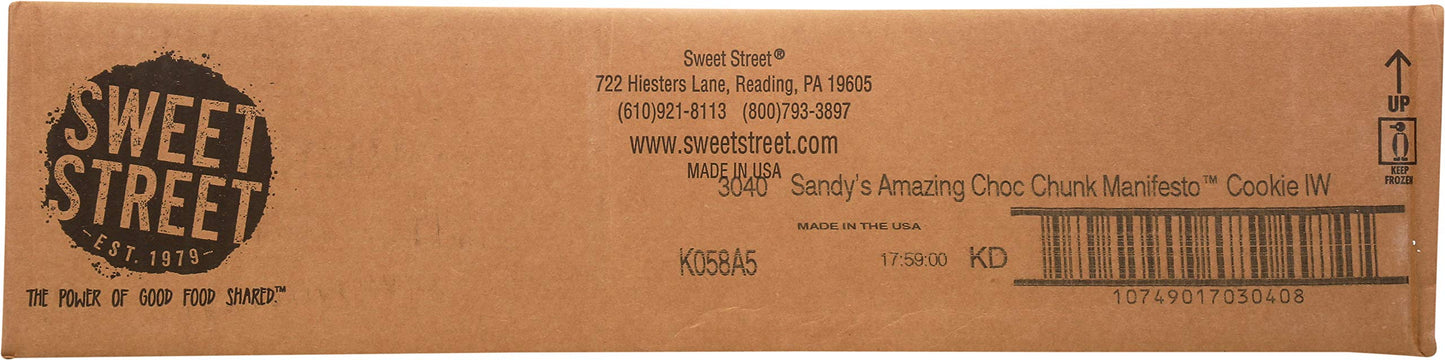 SWEET
STREET
EST. 1979
THE POWER OF GOOD FOOD SHARED.™
Sweet Street®
722 Hiesters Lane, Reading, PA 19605
(610)921-8113 (800)793-3897
www.sweetstreet.com
MADE IN USA
3040 Sandy's Amazing Choc Chunk Manifesto™ Cookie IW
MADE IN THE USA
K058A5 17:59:00 KD
10749017030408
UP
KEEP
FROZEN